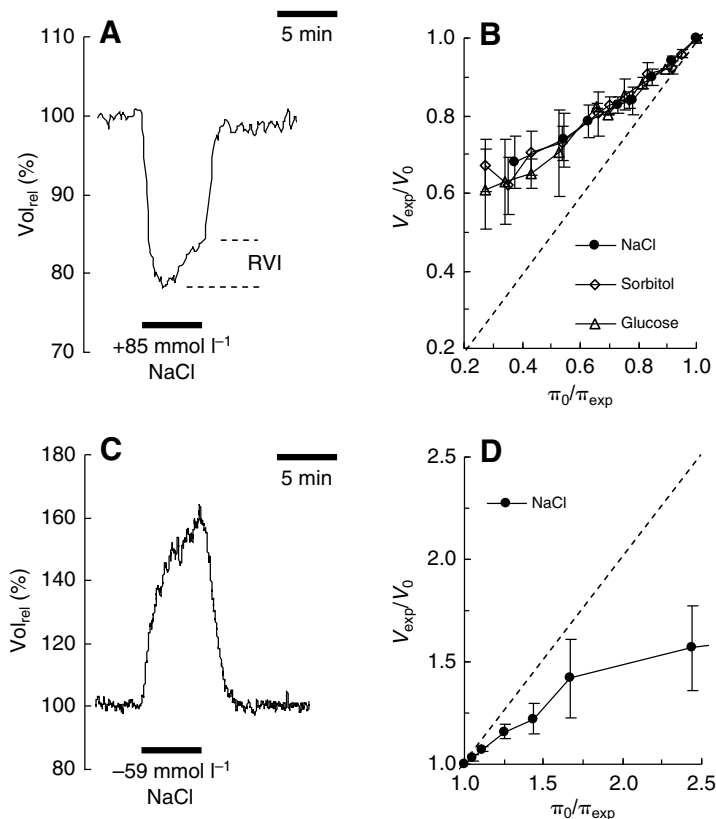 A
5 min
110
100
90
80
70
Vol_rel (%)
RVI
+85 mmol l⁻¹
NaCl
B
1.0
0.8
0.6
0.4
0.2
V_exp/V_0
NaCl
Sorbitol
Glucose
0.2 0.4 0.6 0.8 1.0
π_0/π_exp
C
5 min
180
160
140
120
100
80
Vol_rel (%)
–59 mmol l⁻¹
NaCl
D
2.5
2.0
1.5
1.0
V_exp/V_0
NaCl
1.0 1.5 2.0 2.5
π_0/π_exp